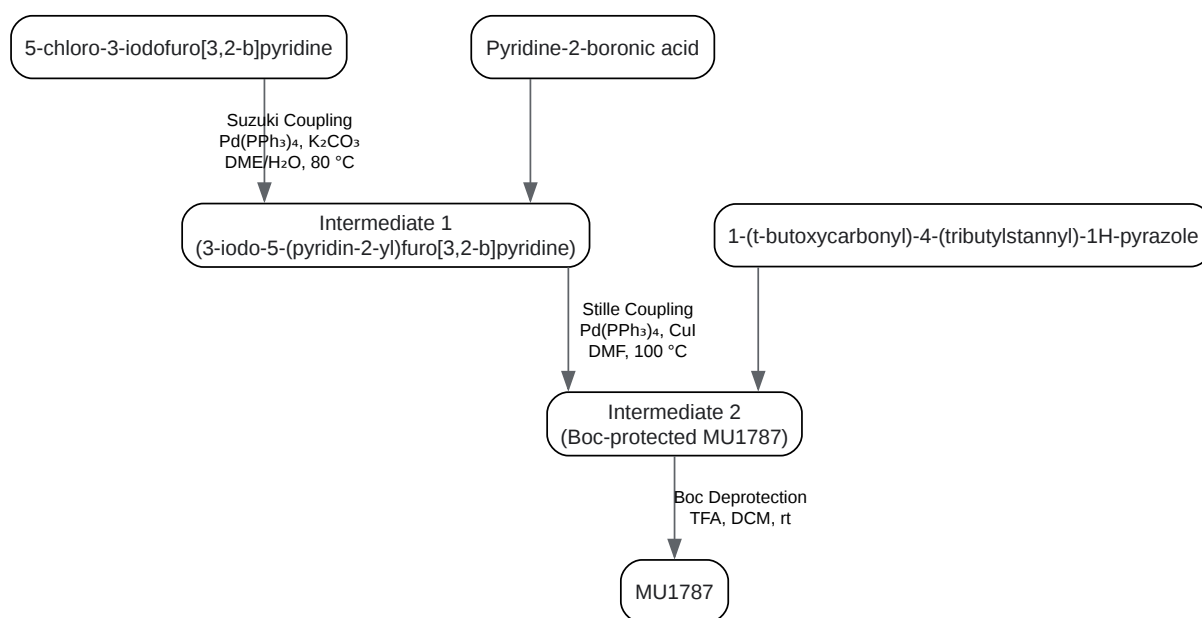 5-chloro-3-iodofuro[3,2-b]pyridine
Pyridine-2-boronic acid
Suzuki Coupling
Pd(PPh₃)₄, K₂CO₃
DME/H₂O, 80 °C
Intermediate 1
(3-iodo-5-(pyridin-2-yl)furo[3,2-b]pyridine)
1-(t-butoxycarbonyl)-4-(tributylstannyl)-1H-pyrazole
Stille Coupling
Pd(PPh₃)₄, CuI
DMF, 100 °C
Intermediate 2
(Boc-protected MU1787)
Boc Deprotection
TFA, DCM, rt
MU1787